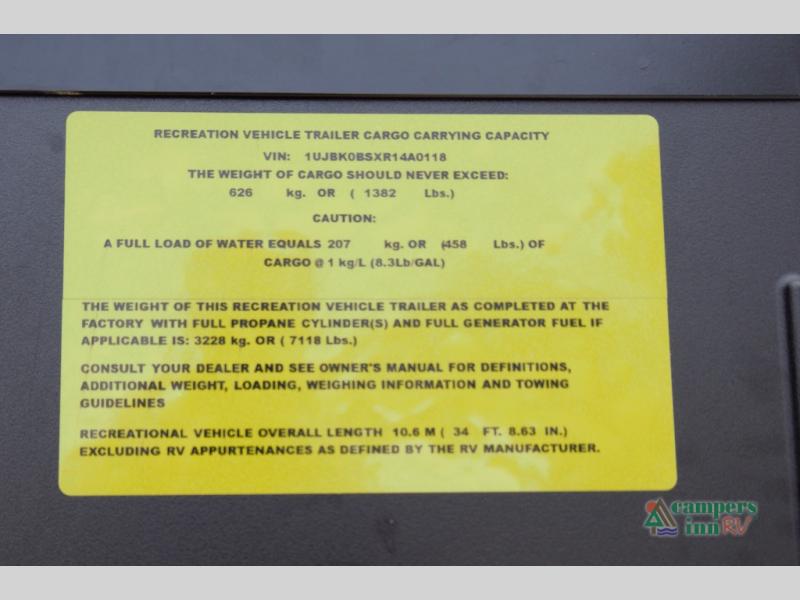 RECREATION VEHICLE TRAILER CARGO CARRYING CAPACITY
VIN: 1UJBK0BSXR14A0118
THE WEIGHT OF CARGO SHOULD NEVER EXCEED:
626 kg. OR ( 1382 Lbs.)
CAUTION:
A FULL LOAD OF WATER EQUALS 207 kg. OR (458 Lbs.) OF
CARGO @ 1 kg/L (8.3Lb/GAL)
THE WEIGHT OF THIS RECREATION VEHICLE TRAILER AS COMPLETED AT THE
FACTORY WITH FULL PROPANE CYLINDER(S) AND FULL GENERATOR FUEL IF
APPLICABLE IS: 3228 kg. OR ( 7118 Lbs.)
CONSULT YOUR DEALER AND SEE OWNER'S MANUAL FOR DEFINITIONS,
ADDITIONAL WEIGHT, LOADING, WEIGHING INFORMATION AND TOWING
GUIDELINES
RECREATIONAL VEHICLE OVERALL LENGTH 10.6 M ( 34 FT. 8.63 IN.)
EXCLUDING RV APPURTENANCES AS DEFINED BY THE RV MANUFACTURER.
campers
inn RV